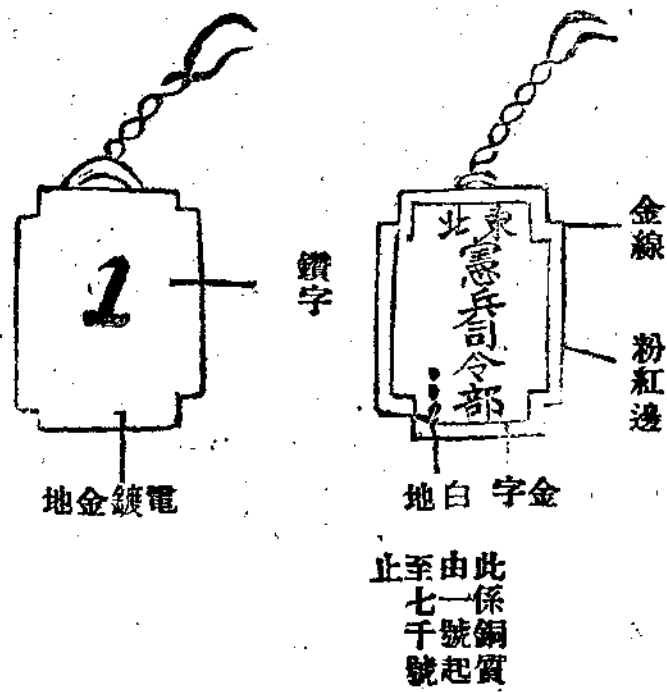 東北
憲兵司令部
金線
粉紅邊
金字
白地
鑽字
1
電鍍金地
此係銅質
由一號起
至七千號
止